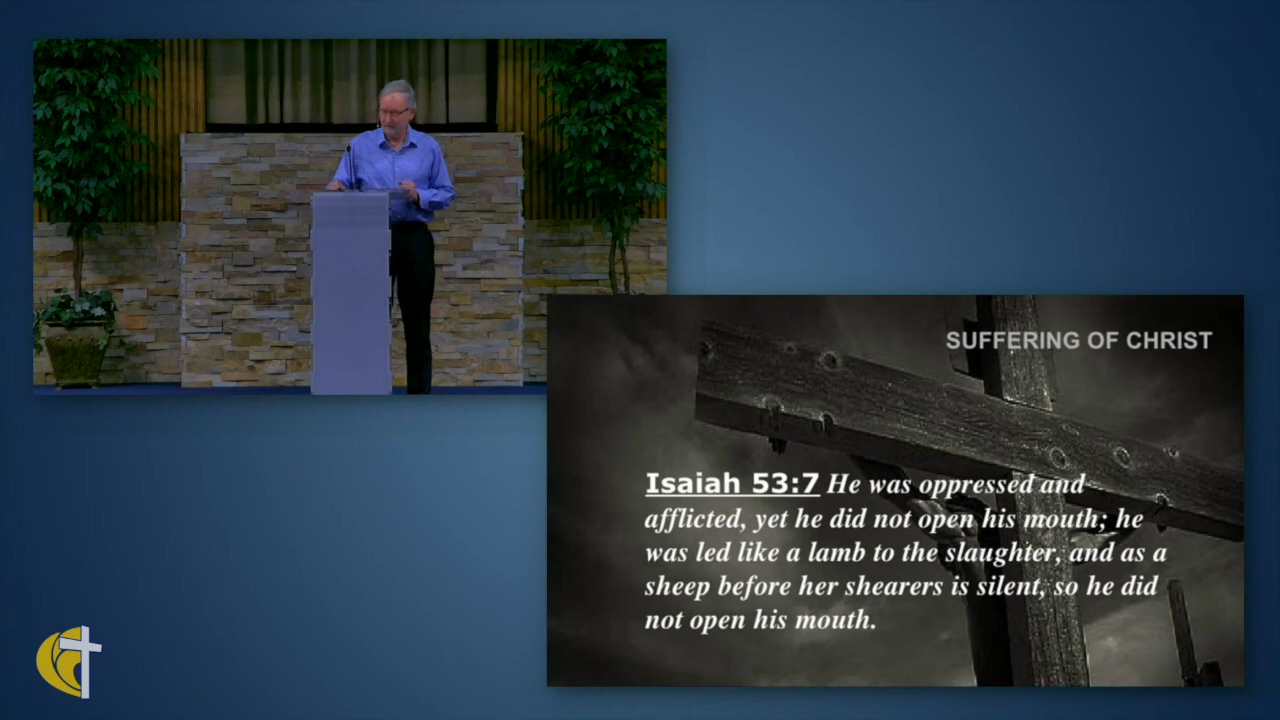 SUFFERING OF CHRIST
Isaiah 53:7 He was oppressed and
afflicted, yet he did not open his mouth; he
was led like a lamb to the slaughter, and as a
sheep before her shearers is silent, so he did
not open his mouth.